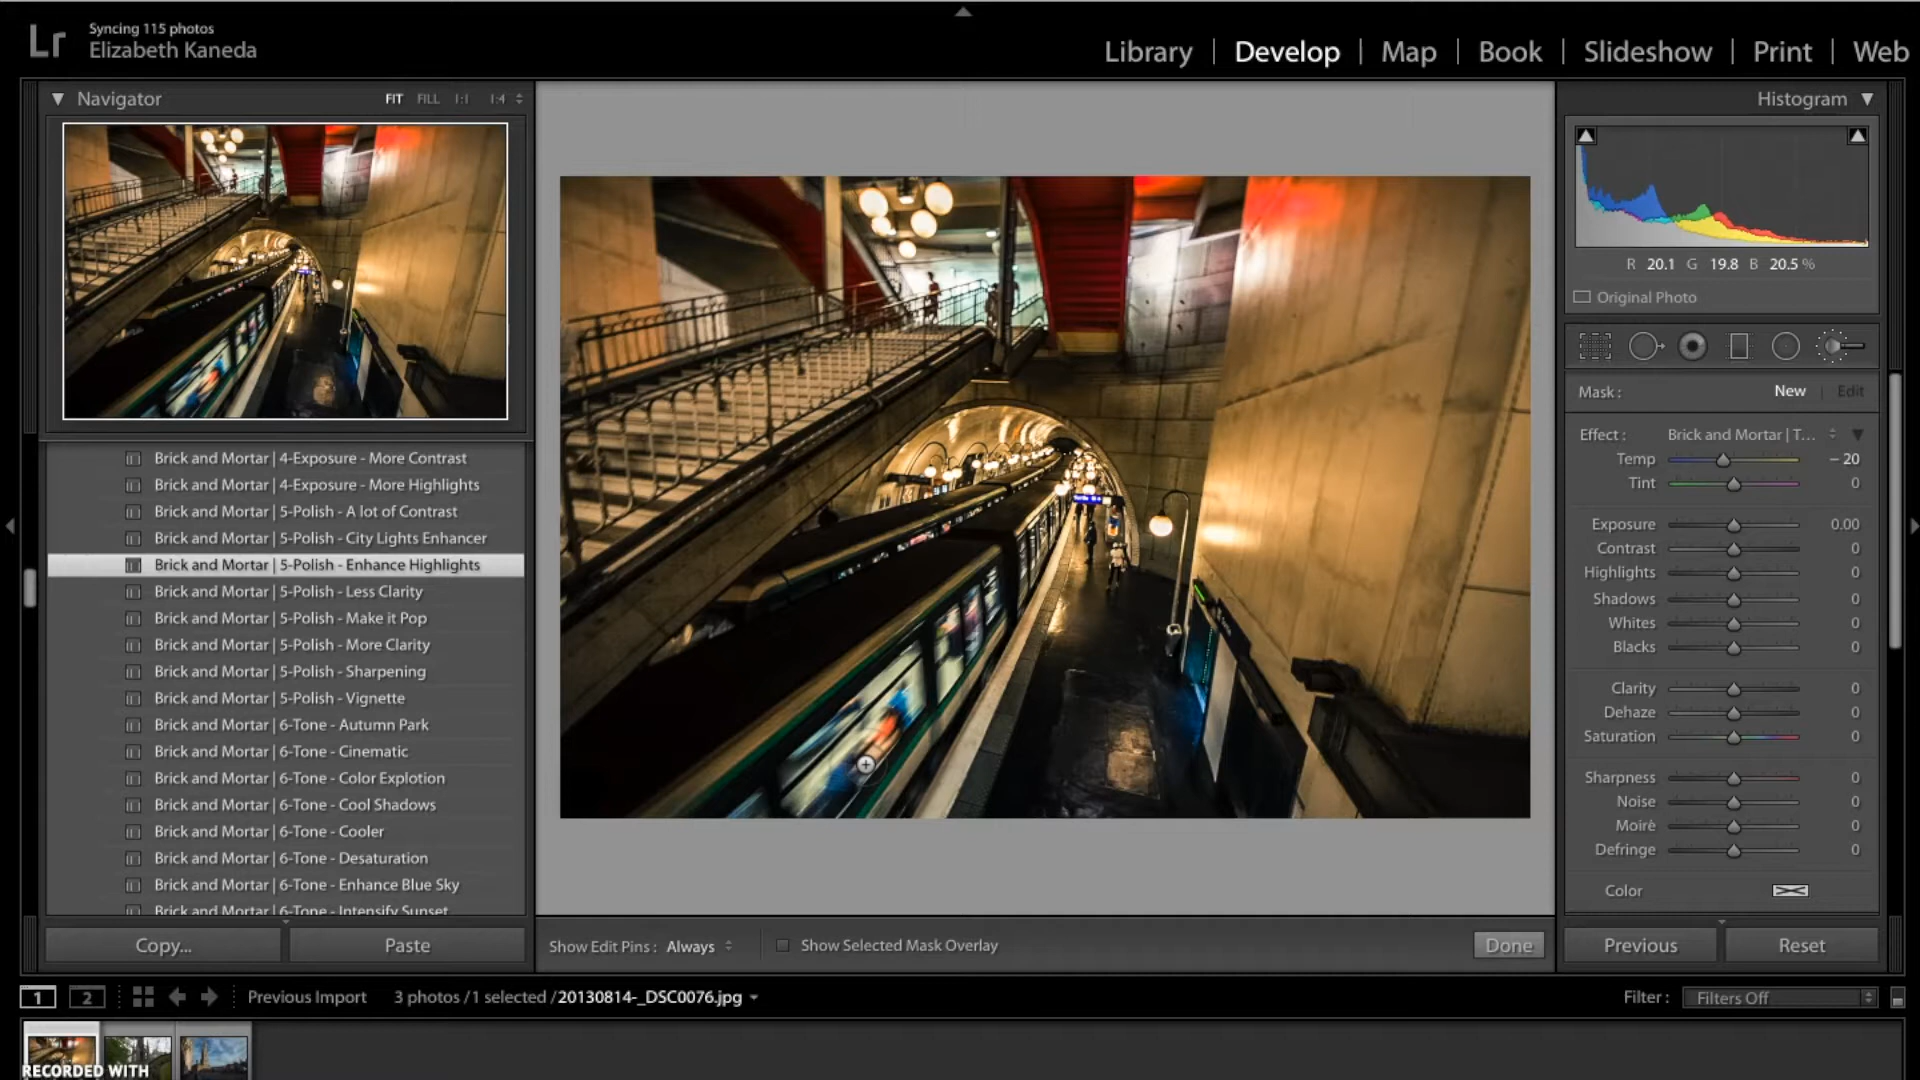 Lr
Syncing 115 photos
Elizabeth Kaneda
Library | Develop | Map | Book | Slideshow | Print | Web
Navigator FIT FILL 1:1 1:4
Brick and Mortar | 4-Exposure - More Contrast
Brick and Mortar | 4-Exposure - More Highlights
Brick and Mortar | 5-Polish - A lot of Contrast
Brick and Mortar | 5-Polish - City Lights Enhancer
Brick and Mortar | 5-Polish - Enhance Highlights
Brick and Mortar | 5-Polish - Less Clarity
Brick and Mortar | 5-Polish - Make it Pop
Brick and Mortar | 5-Polish - More Clarity
Brick and Mortar | 5-Polish - Sharpening
Brick and Mortar | 5-Polish - Vignette
Brick and Mortar | 6-Tone - Autumn Park
Brick and Mortar | 6-Tone - Cinematic
Brick and Mortar | 6-Tone - Color Explotion
Brick and Mortar | 6-Tone - Cool Shadows
Brick and Mortar | 6-Tone - Cooler
Brick and Mortar | 6-Tone - Desaturation
Brick and Mortar | 6-Tone - Enhance Blue Sky
Brick and Mortar | 6-Tone - Intensify Sunset
Copy... Paste
Show Edit Pins : Always Show Selected Mask Overlay Done
Histogram
R 20.1 G 19.8 B 20.5 %
Original Photo
Mask : New | Edit
Effect : Brick and Mortar | T...
Temp – 20
Tint 0
Exposure 0.00
Contrast 0
Highlights 0
Shadows 0
Whites 0
Blacks 0
Clarity 0
Dehaze 0
Saturation 0
Sharpness 0
Noise 0
Moiré 0
Defringe 0
Color
Previous Reset
1 2 Previous Import 3 photos /1 selected /20130814-_DSC0076.jpg Filter : Filters Off
RECORDED WITH